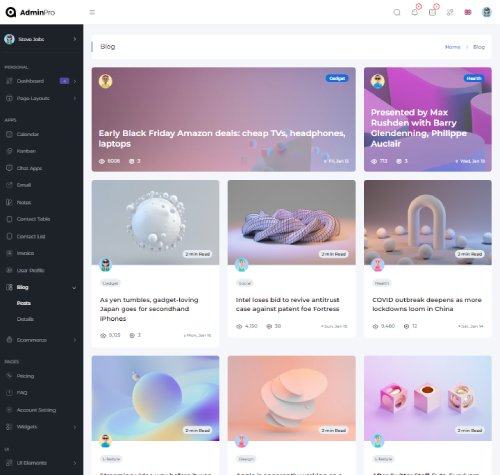 AdminPro
Steve Jobs
PERSONAL
Dashboard
Page Layouts
APPS
Calendar
Kanban
Chat Apps
Email
Notes
Contact Table
Contact List
Invoice
User Profile
Blog
Posts
Details
Ecommerce
PAGES
Pricing
FAQ
Account Setting
Widgets
UI
UI Elements
Blog
Home
Blog
Gadget
Early Black Friday Amazon deals: cheap TVs, headphones,
laptops
6006 3 Fri, Jan 13
Health
Presented by Max
Rushden with Barry
Glendenning, Philippe
Auclair
713 3 Wed, Jan 18
2 min Read
Gadget
As yen tumbles, gadget-loving
Japan goes for secondhand
iPhones
9,125 3 Mon, Jan 16
2 min Read
Social
Intel loses bid to revive antitrust
case against patent foe Fortress
4,150 38 Sun, Jan 15
2 min Read
Health
COVID outbreak deepens as more
lockdowns loom in China
9,480 12 Sat, Jan 14
2 min Read
Lifestyle
2 min Read
Design
2 min Read
Lifestyle